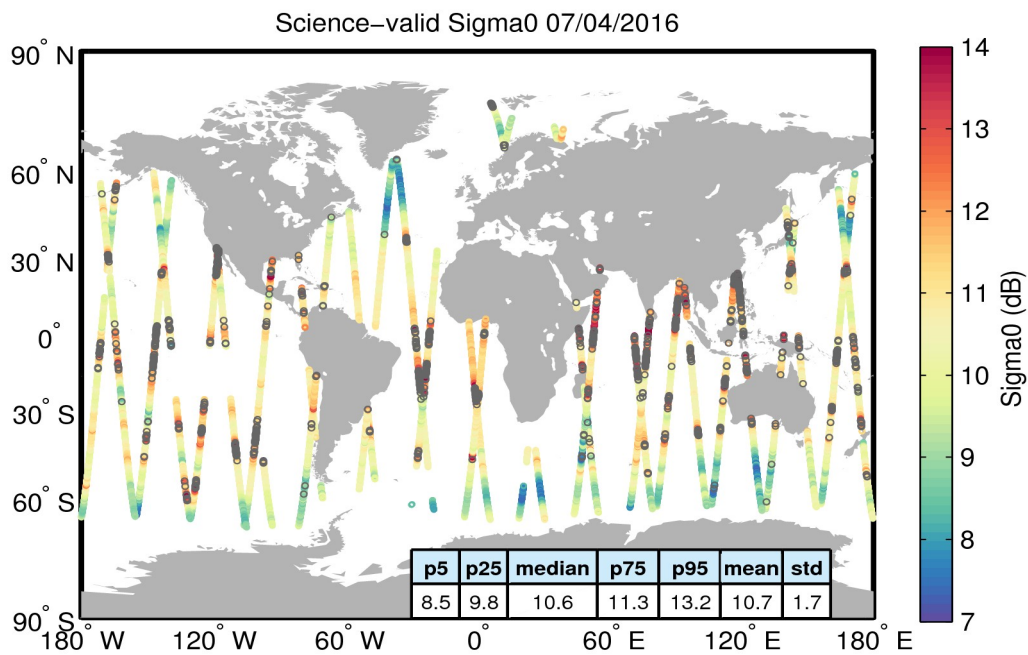 Science−valid Sigma0 07/04/2016
90° N
60° N
30° N
0°
30° S
60° S
90° S
180° W
120° W
60° W
0°
60° E
120° E
180° E
p5 p25 median p75 p95 mean std
8.5 9.8 10.6 11.3 13.2 10.7 1.7
14
13
12
11
10
9
8
7
Sigma0 (dB)